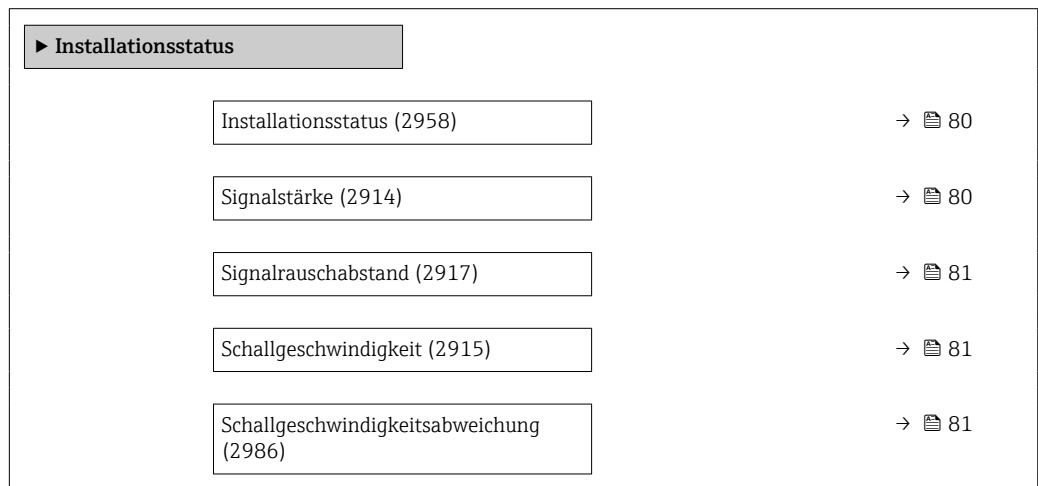 ► Installationsstatus
Installationsstatus (2958) → 80
Signalstärke (2914) → 80
Signalrauschabstand (2917) → 81
Schallgeschwindigkeit (2915) → 81
Schallgeschwindigkeitsabweichung → 81
(2986)